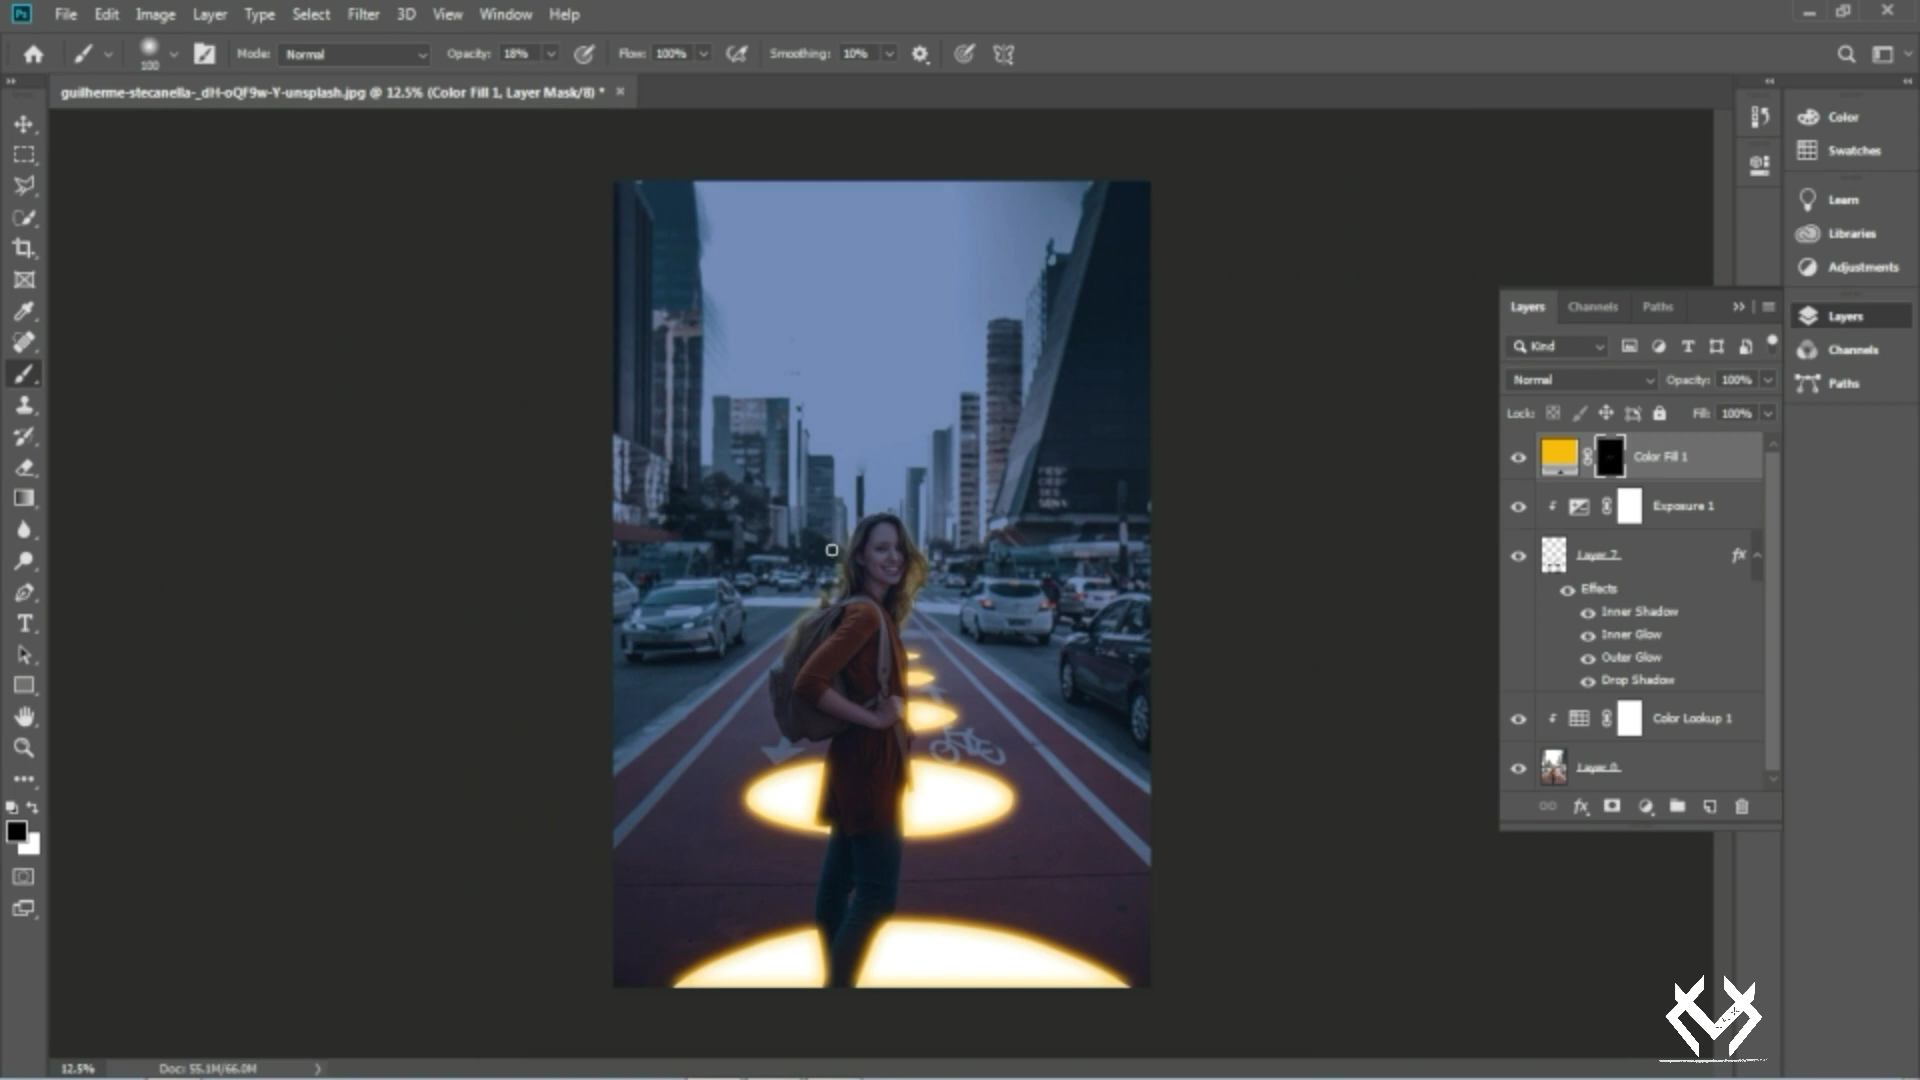 Ps File Edit Image Layer Type Select Filter 3D View Window Help
100 Mode: Normal Opacity: 18% Flow: 100% Smoothing: 10%
guilherme-stecanella-_dH-oQF9w-Y-unsplash.jpg @ 12.5% (Color Fill 1, Layer Mask/8) * ×
Color
Swatches
Learn
Libraries
Adjustments
Layers
Channels
Paths
Layers Channels Paths
Kind
Normal Opacity: 100%
Lock: Fill: 100%
Color Fill 1
Exposure 1
Layer 7 fx
Effects
Inner Shadow
Inner Glow
Outer Glow
Drop Shadow
Color Lookup 1
Layer 0
fx
12.5% Doc: 55.1M/66.0M